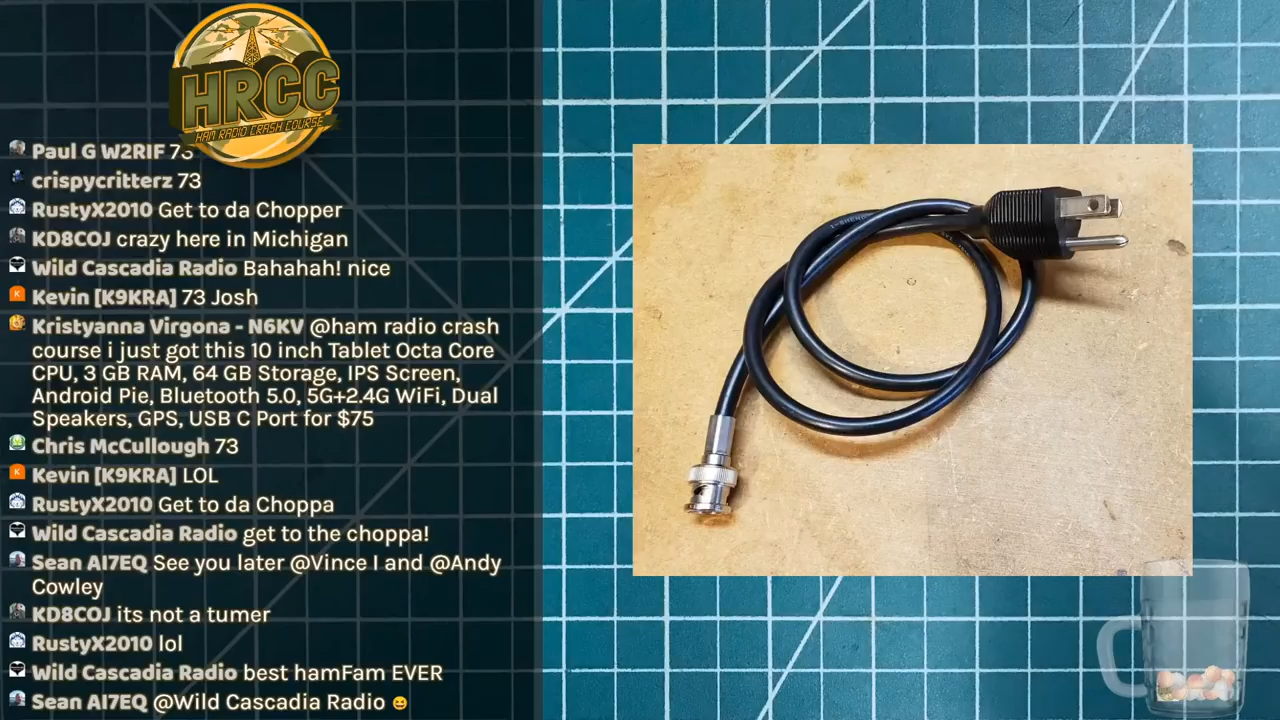 HRCC
HAM RADIO CRASH COURSE
Paul G W2RIF 73
crispycritterz 73
RustyX2010 Get to da Chopper
KD8COJ crazy here in Michigan
Wild Cascadia Radio Bahahah! nice
Kevin [K9KRA] 73 Josh
Kristyanna Virgona - N6KV @ham radio crash
course i just got this 10 inch Tablet Octa Core
CPU, 3 GB RAM, 64 GB Storage, IPS Screen,
Android Pie, Bluetooth 5.0, 5G+2.4G WiFi, Dual
Speakers, GPS, USB C Port for $75
Chris McCullough 73
Kevin [K9KRA] LOL
RustyX2010 Get to da Choppa
Wild Cascadia Radio get to the choppa!
Sean AI7EQ See you later @Vince I and @Andy
Cowley
KD8COJ its not a tumer
RustyX2010 lol
Wild Cascadia Radio best hamFam EVER
Sean AI7EQ @Wild Cascadia Radio